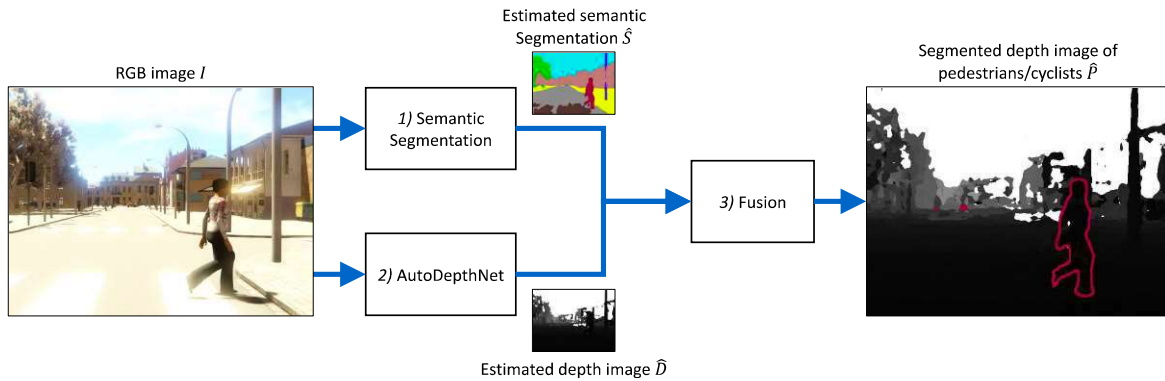 RGB image I
1) Semantic
Segmentation
2) AutoDepthNet
Estimated semantic
Segmentation Ŝ
Estimated depth image D̂
3) Fusion
Segmented depth image of
pedestrians/cyclists P̂